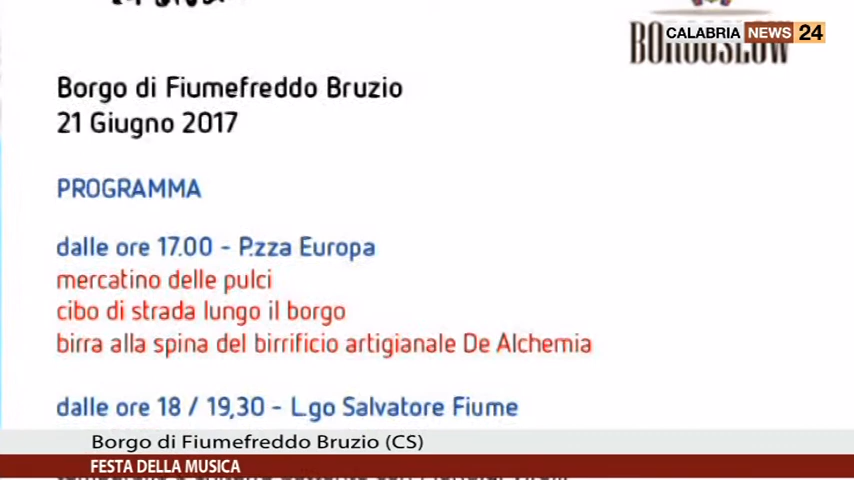 CALABRIA NEWS 24
BORGOSLOW
Borgo di Fiumefreddo Bruzio
21 Giugno 2017
PROGRAMMA
dalle ore 17.00 - P.zza Europa
mercatino delle pulci
cibo di strada lungo il borgo
birra alla spina del birrificio artigianale De Alchemia
dalle ore 18 / 19,30 - L.go Salvatore Fiume
Borgo di Fiumefreddo Bruzio (CS)
FESTA DELLA MUSICA